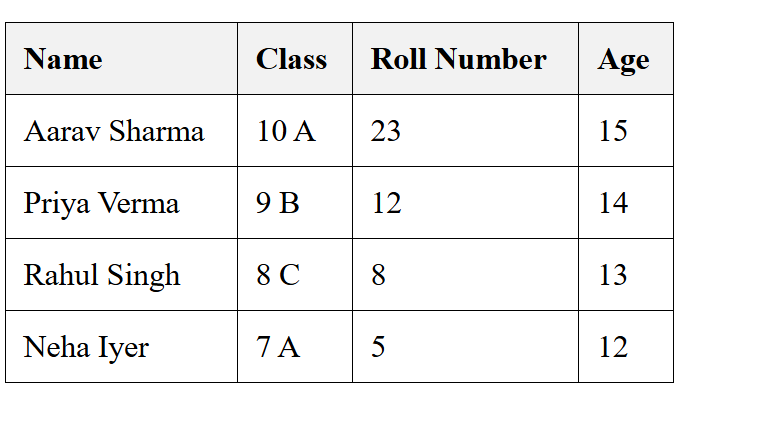 Name Class Roll Number Age
Aarav Sharma 10 A 23 15
Priya Verma 9 B 12 14
Rahul Singh 8 C 8 13
Neha Iyer 7 A 5 12